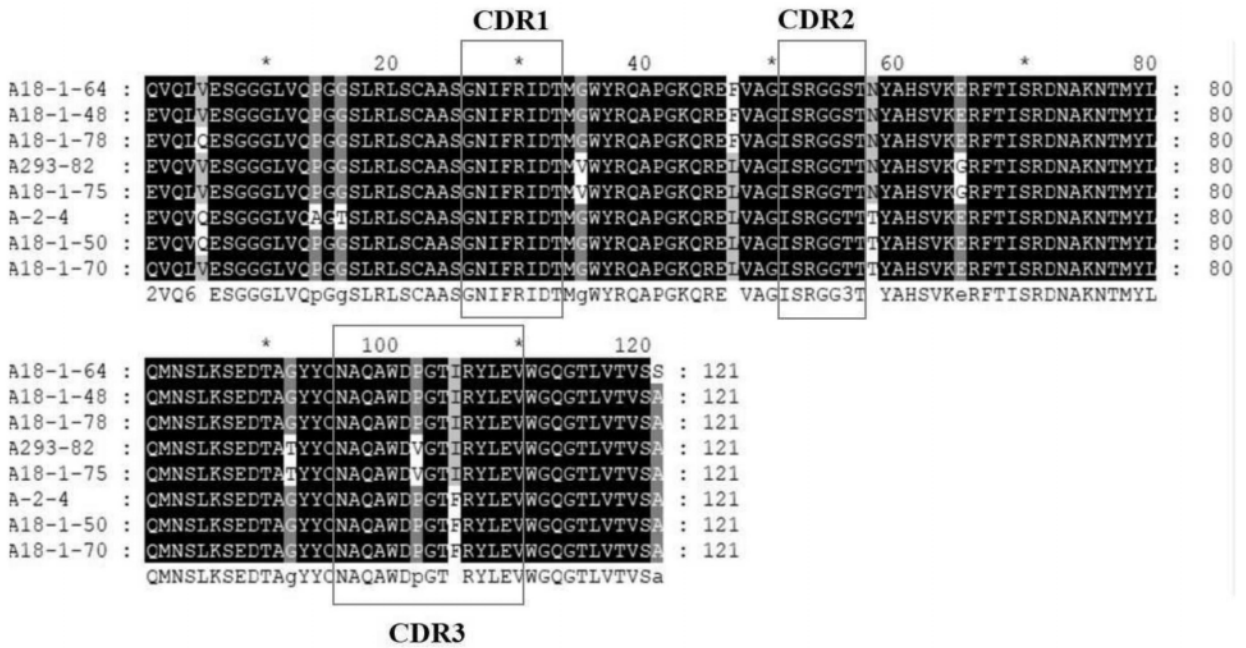 CDR1 CDR2
* 20 * 40 * 60 * 80
A18-1-64 : QVQLVESGGGLVQPGGSLRLSCAASGNIFRIDTMGWYRQAPGKQREFVAGISRGGSTNYAHSVKERFTISRDNAKNTMYL : 80
A18-1-48 : EVQLVESGGGLVQPGGSLRLSCAASGNIFRIDTMGWYRQAPGKQREFVAGISRGGSTNYAHSVKERFTISRDNAKNTMYL : 80
A18-1-78 : EVQLQESGGGLVQPGGSLRLSCAASGNIFRIDTMGWYRQAPGKQREFVAGISRGGSTNYAHSVKERFTISRDNAKNTMYL : 80
A293-82 : EVQVVESGGGLVQPGGSLRLSCAASGNIFRIDTMVWYRQAPGKQRELVAGISRGGTTNYAHSVKGRFTISRDNAKNTMYL : 80
A18-1-75 : EVQLVESGGGLVQPGGSLRLSCAASGNIFRIDTMVWYRQAPGKQRELVAGISRGGTTNYAHSVKGRFTISRDNAKNTMYL : 80
A-2-4 : EVQVQESGGGLVQAGTSLRLSCAASGNIFRIDTMGWYRQAPGKQRELVAGISRGGTTTYAHSVKERFTISRDNAKNTMYL : 80
A18-1-50 : EVQVQESGGGLVQPGGSLRLSCAASGNIFRIDTMGWYRQAPGKQRELVAGISRGGTTTYAHSVKERFTISRDNAKNTMYL : 80
A18-1-70 : EVQLVESGGGLVQPGGSLRLSCAASGNIFRIDTMGWYRQAPGKQRELVAGISRGGTTTYAHSVKERFTISRDNAKNTMYL : 80
2VQ6 ESGGGLVQpGgSLRLSCAASGNIFRIDTMgWYRQAPGKQRE VAGISRGG3T YAHSVKeRFTISRDNAKNTMYL
* 100 * 120
A18-1-64 : QMNSLKSEDTAGYYCNAQAWDPGTIRYLEVWGQGTLVTVSS : 121
A18-1-48 : QMNSLKSEDTAGYYCNAQAWDPGTIRYLEVWGQGTLVTVSA : 121
A18-1-78 : QMNSLKSEDTAGYYCNAQAWDPGTIRYLEVWGQGTLVTVSA : 121
A293-82 : QMNSLKSEDTATYYCNAQAWDVGTIRYLEVWGQGTLVTVSA : 121
A18-1-75 : QMNSLKSEDTATYYCNAQAWDVGTIRYLEVWGQGTLVTVSA : 121
A-2-4 : QMNSLKSEDTAGYYCNAQAWDPGTFRYLEVWGQGTLVTVSA : 121
A18-1-50 : QMNSLKSEDTAGYYCNAQAWDPGTFRYLEVWGQGTLVTVSA : 121
A18-1-70 : QMNSLKSEDTAGYYCNAQAWDPGTFRYLEVWGQGTLVTVSA : 121
QMNSLKSEDTAgYYCNAQAWDpGT RYLEVWGQGTLVTVSa
CDR3